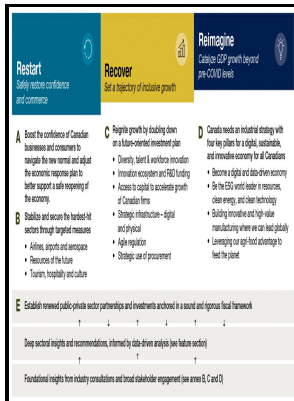 Restart
Safely restore confidence
and commerce
Recover
Set a trajectory of inclusive growth
Reimagine
Catalyze GDP growth beyond
pre-COVID levels
A Boost the confidence of Canadian
businesses and consumers to
navigate the new normal and adjust
the economic response plan to
better support a safe reopening of
the economy.
B Stabilize and secure the hardest-hit
sectors through targeted measures
• Airlines, airports and aerospace
• Resources of the future
• Tourism, hospitality and culture
C Reignite growth by doubling down
on a future-oriented investment plan
• Diversity, talent & workforce innovation
• Innovation ecosystem and R&D funding
• Access to capital to accelerate growth
of Canadian firms
• Strategic infrastructure – digital
and physical
• Agile regulation
• Strategic use of procurement
D Canada needs an industrial strategy with
four key pillars for a digital, sustainable,
and innovative economy for all Canadians
• Become a digital and data-driven economy
• Be the ESG world leader in resources,
clean energy, and clean technology
• Building innovative and high-value
manufacturing where we can lead globally
• Leveraging our agri-food advantage to
feed the planet
E Establish renewed public-private sector partnerships and investments anchored in a sound and rigorous fiscal framework
Deep sectoral insights and recommendations, informed by data-driven analysis (see feature section)
Foundational insights from industry consultations and broad stakeholder engagement (see annex B, C and D)